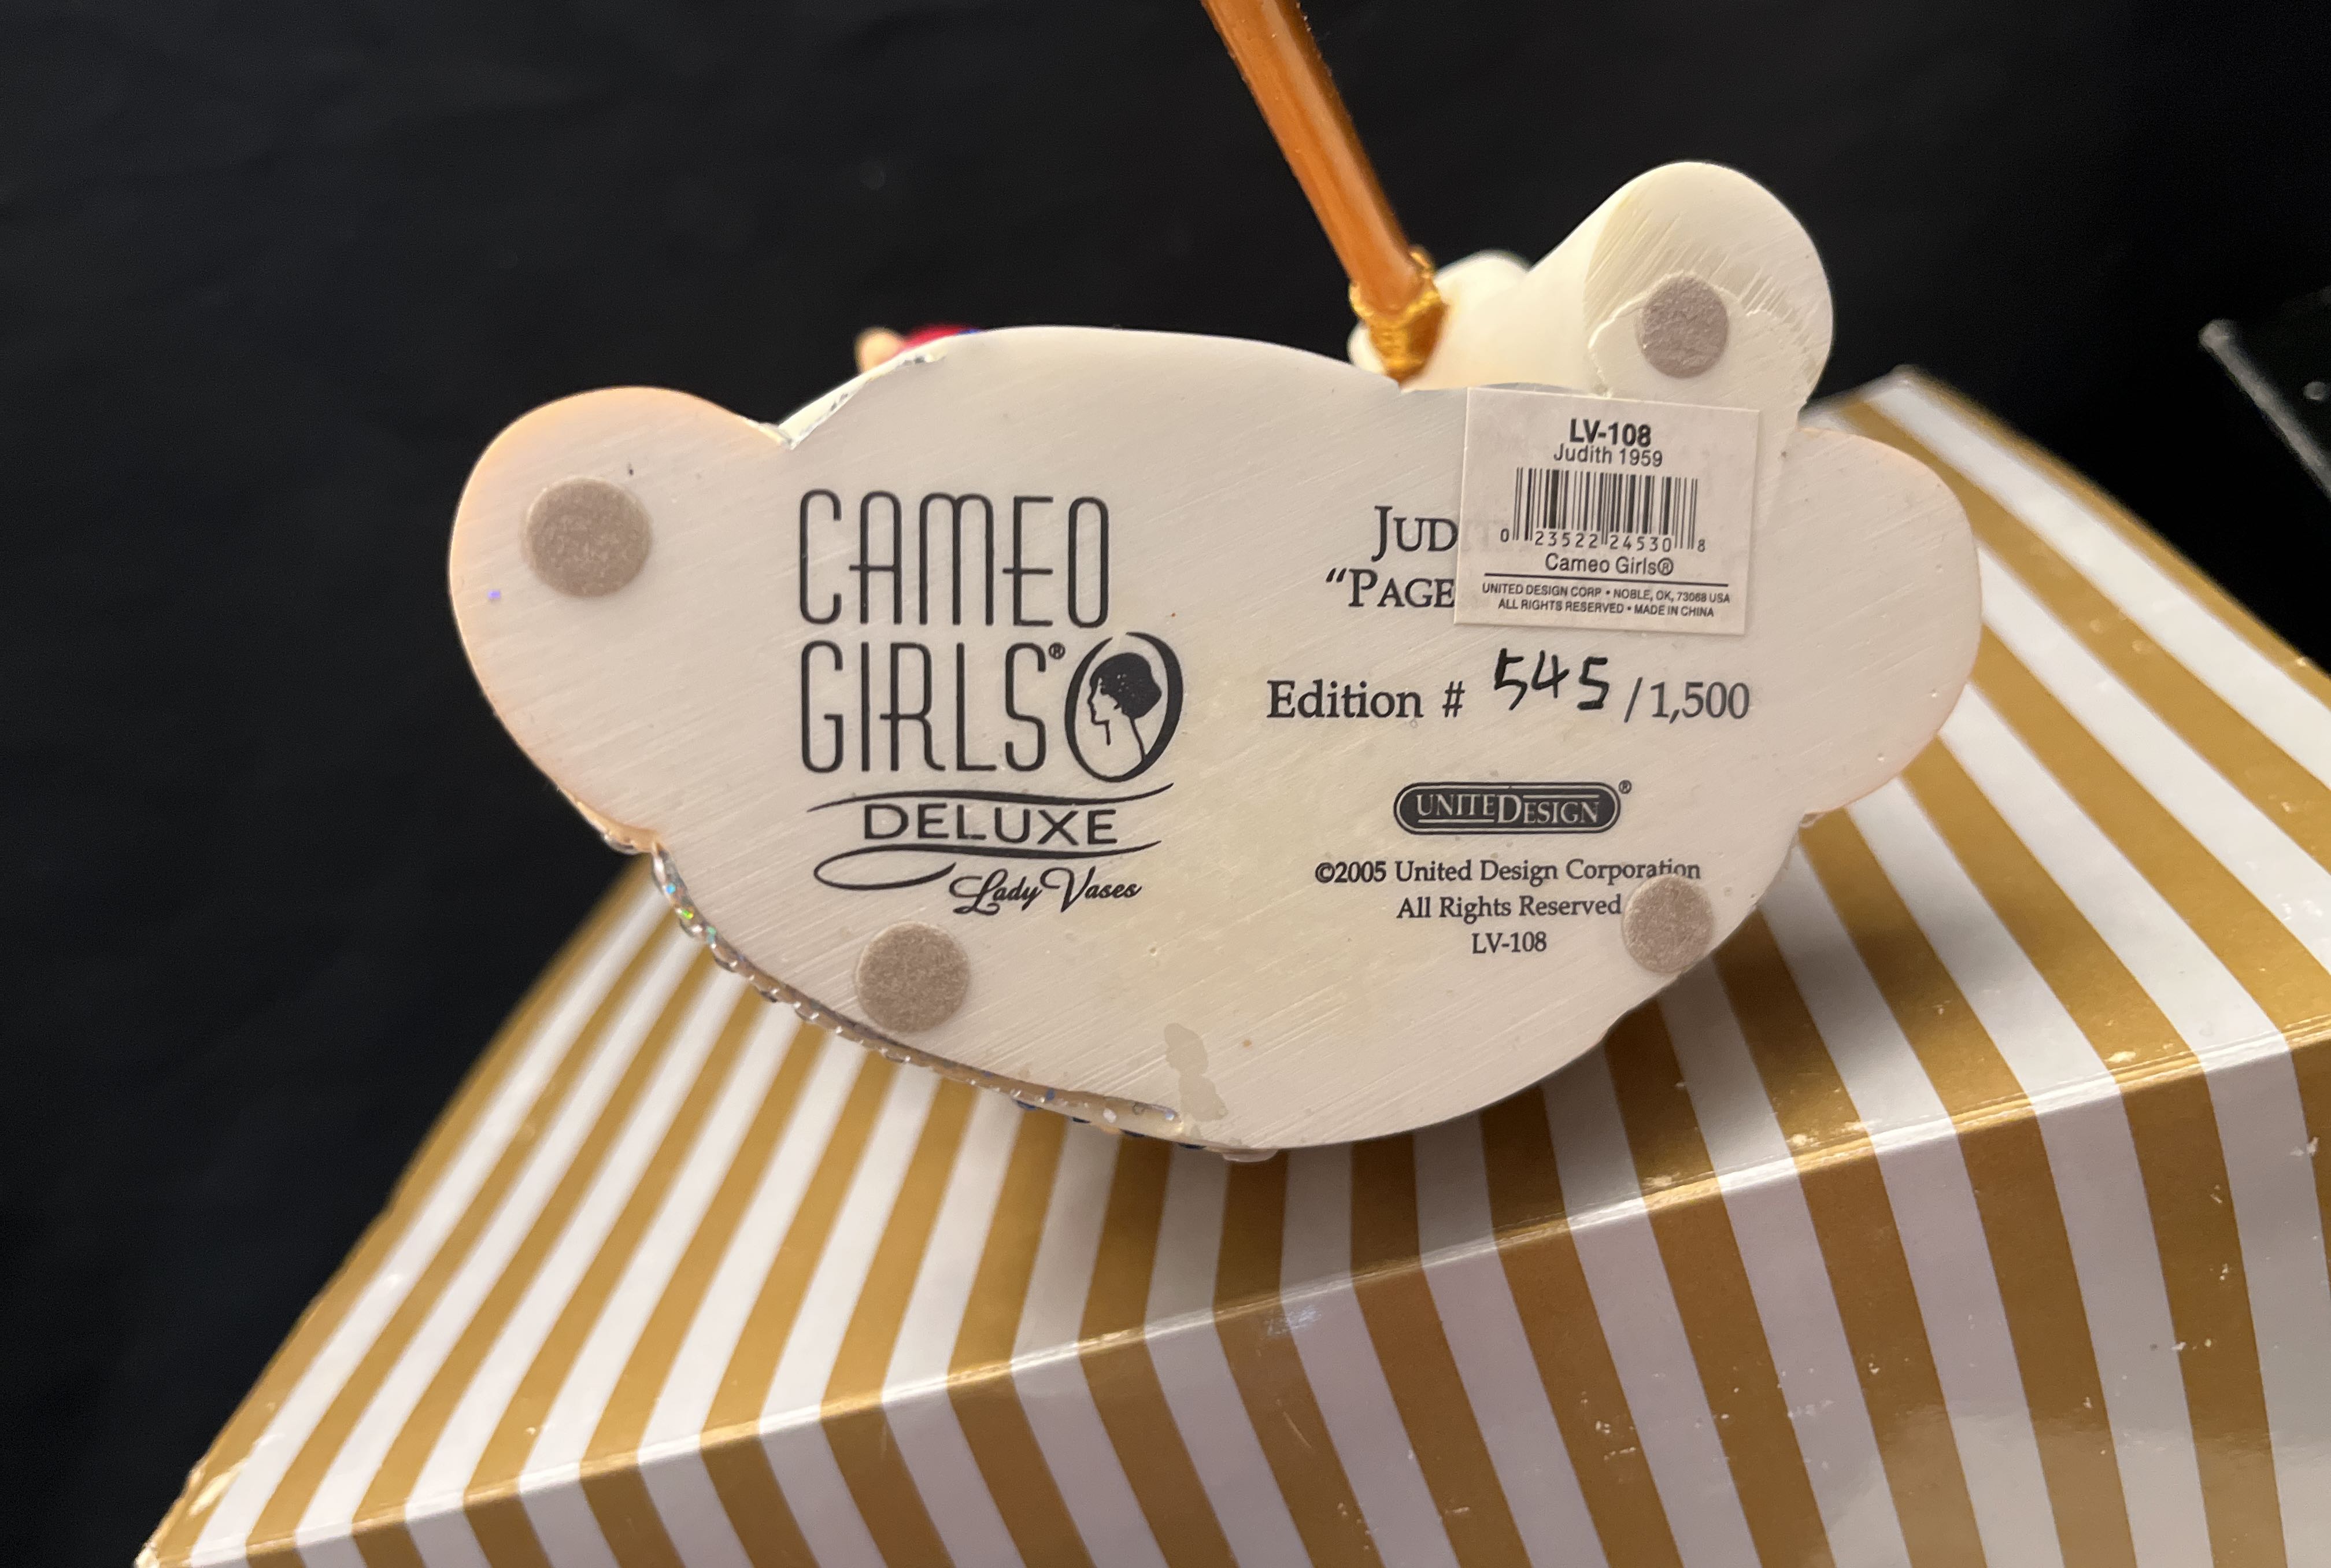 CAMEO
GIRLS®
DELUXE
Lady Vases
LV-108
Judith 1959
0 23522 24530 8
Cameo Girls®
UNITED DESIGN CORP • NOBLE, OK, 73068 USA
ALL RIGHTS RESERVED • MADE IN CHINA
JUD
“PAGE
Edition # 545 / 1,500
UNITEDESIGN®
©2005 United Design Corporation
All Rights Reserved
LV-108